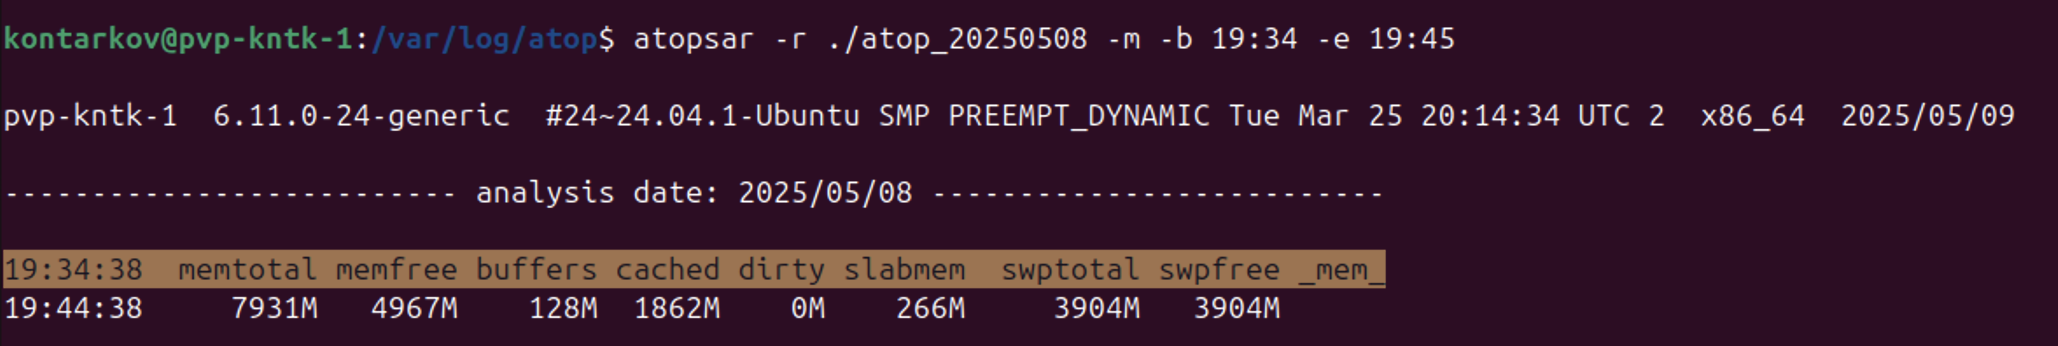 kontarkov@pvp-kntk-1:/var/log/atop$ atopsar -r ./atop_20250508 -m -b 19:34 -e 19:45
pvp-kntk-1  6.11.0-24-generic  #24~24.04.1-Ubuntu SMP PREEMPT_DYNAMIC Tue Mar 25 20:14:34 UTC 2  x86_64  2025/05/09
-------------------------- analysis date: 2025/05/08 --------------------------
19:34:38  memtotal memfree buffers cached dirty slabmem  swptotal swpfree _mem_
19:44:38     7931M   4967M    128M  1862M    0M    266M     3904M   3904M